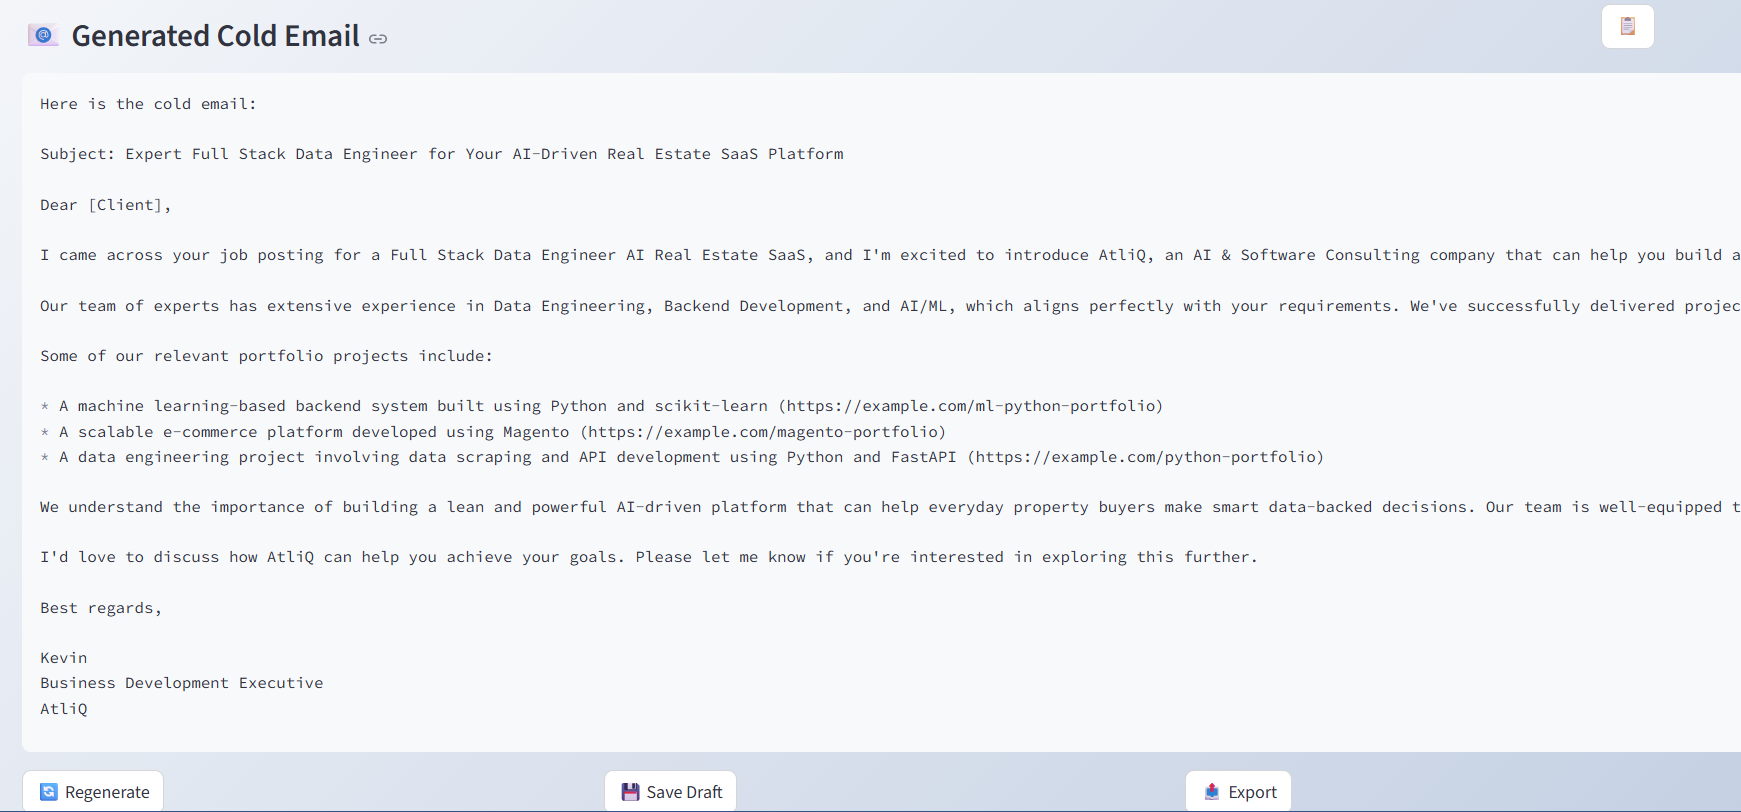 Generated Cold Email
Here is the cold email:
Subject: Expert Full Stack Data Engineer for Your AI-Driven Real Estate SaaS Platform
Dear [Client],
I came across your job posting for a Full Stack Data Engineer AI Real Estate SaaS, and I'm excited to introduce AtliQ, an AI & Software Consulting company that can help you build a
Our team of experts has extensive experience in Data Engineering, Backend Development, and AI/ML, which aligns perfectly with your requirements. We've successfully delivered projec
Some of our relevant portfolio projects include:
* A machine learning-based backend system built using Python and scikit-learn (https://example.com/ml-python-portfolio)
* A scalable e-commerce platform developed using Magento (https://example.com/magento-portfolio)
* A data engineering project involving data scraping and API development using Python and FastAPI (https://example.com/python-portfolio)
We understand the importance of building a lean and powerful AI-driven platform that can help everyday property buyers make smart data-backed decisions. Our team is well-equipped t
I'd love to discuss how AtliQ can help you achieve your goals. Please let me know if you're interested in exploring this further.
Best regards,
Kevin
Business Development Executive
AtliQ
Regenerate
Save Draft
Export